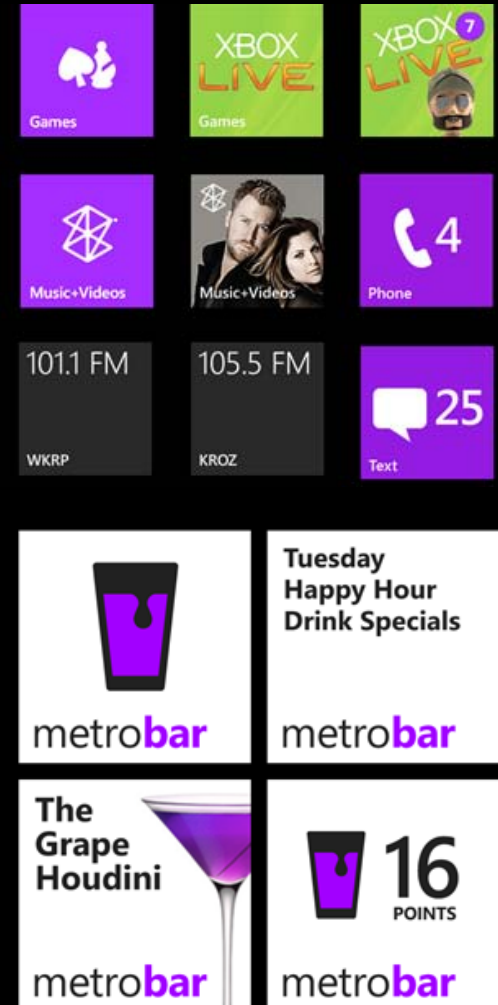 Games
XBOX
LIVE
Games
XBOX
LIVE
7
Music+Videos
Music+Videos
4
Phone
101.1 FM
WKRP
105.5 FM
KROZ
25
Text
metrobar
Tuesday
Happy Hour
Drink Specials
metrobar
The
Grape
Houdini
metrobar
16
POINTS
metrobar